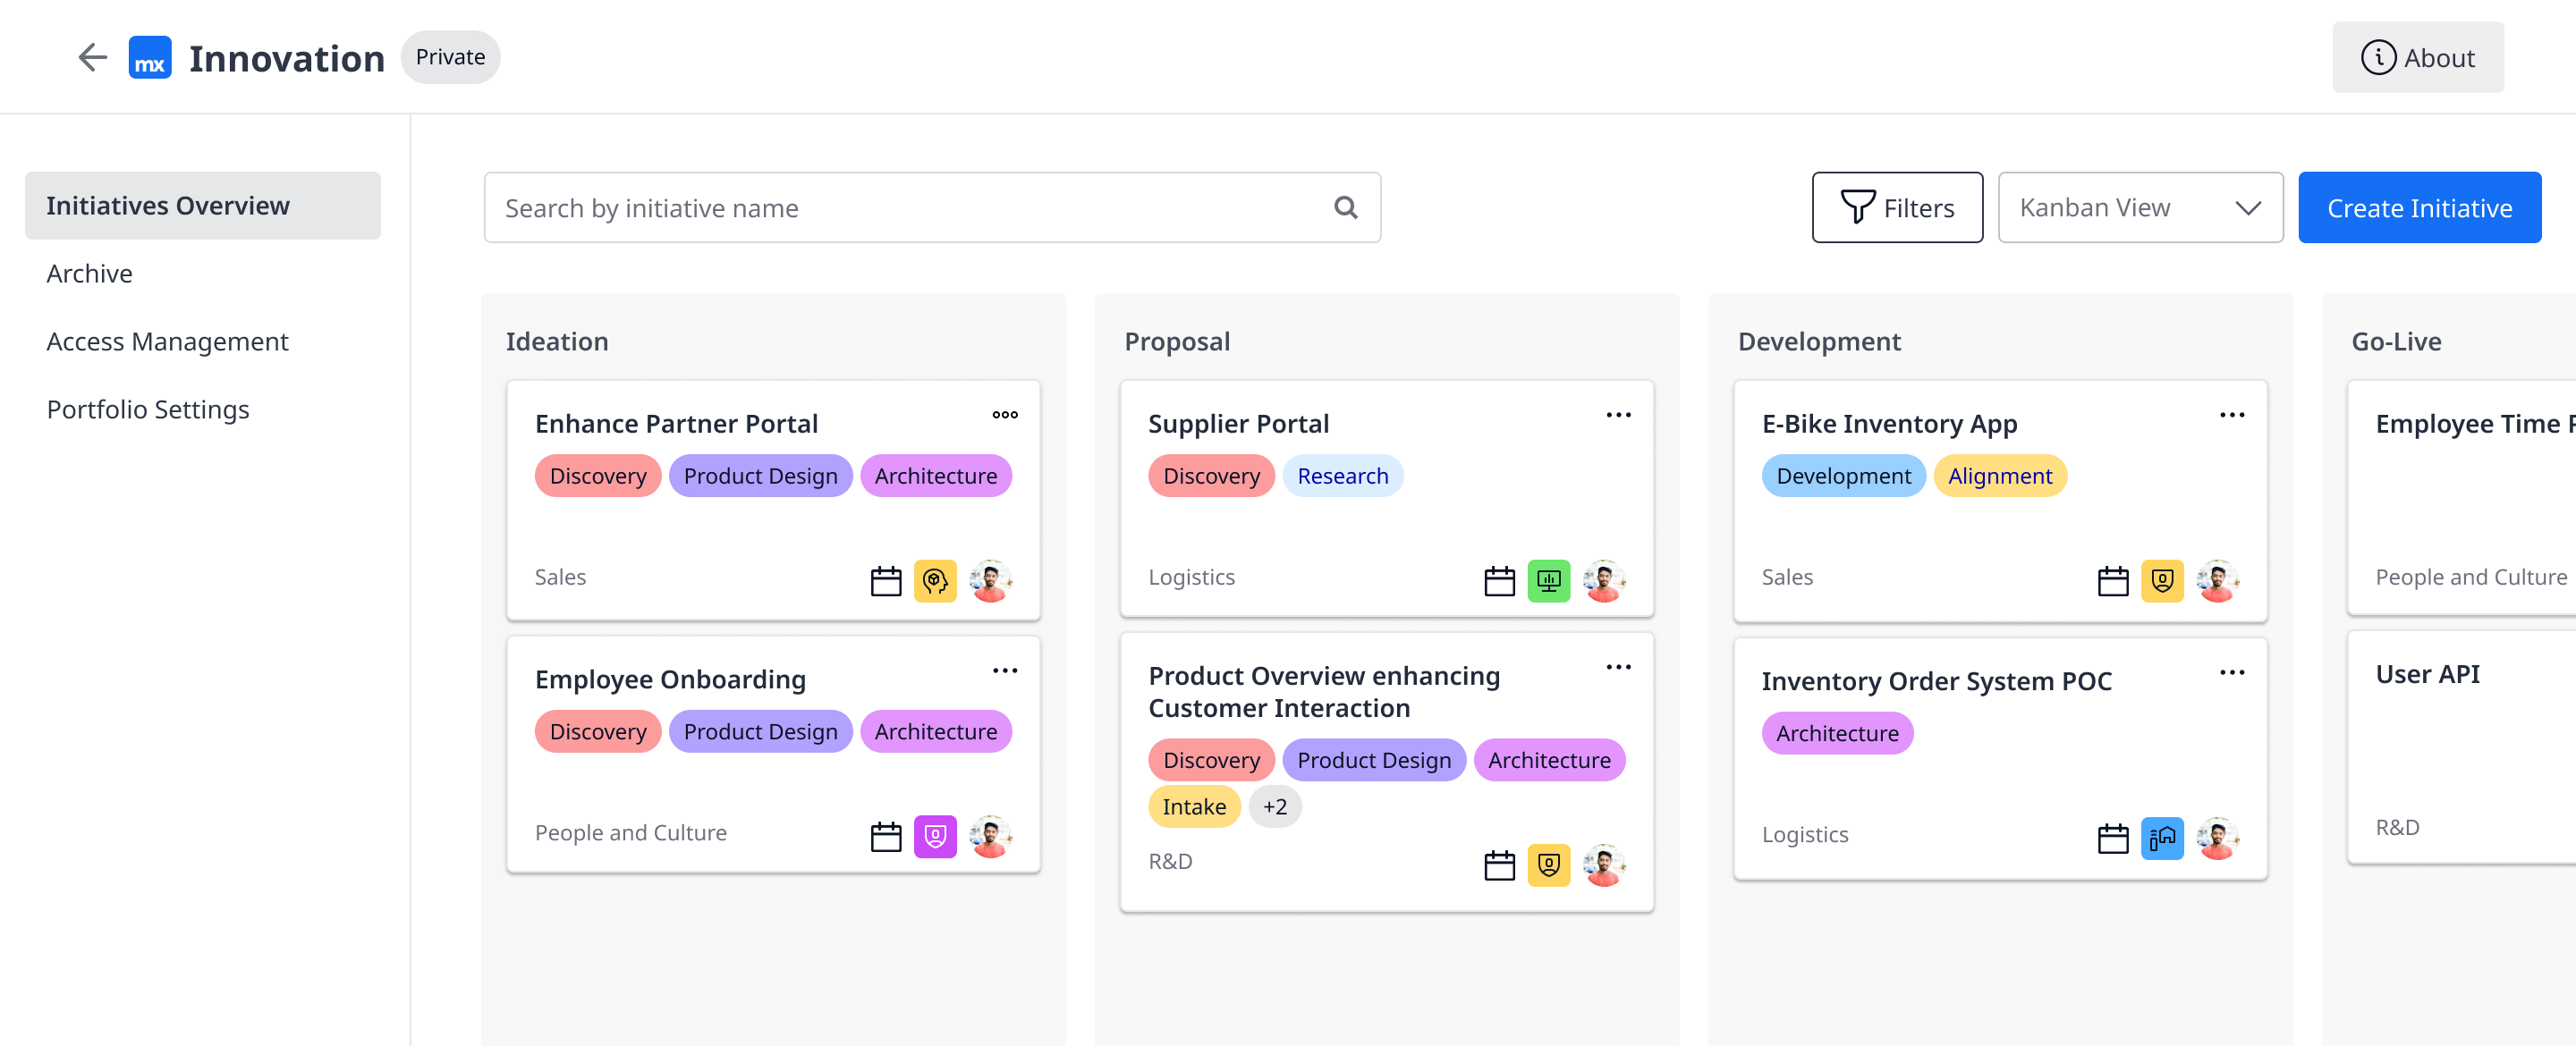 mx Innovation Private
About
Initiatives Overview
Archive
Access Management
Portfolio Settings
Search by initiative name
Filters
Kanban View
Create Initiative
Ideation
Enhance Partner Portal
Discovery Product Design Architecture
Sales
Employee Onboarding
Discovery Product Design Architecture
People and Culture
Proposal
Supplier Portal
Discovery Research
Logistics
Product Overview enhancing
Customer Interaction
Discovery Product Design Architecture
Intake +2
R&D
Development
E-Bike Inventory App
Development Alignment
Sales
Inventory Order System POC
Architecture
Logistics
Go-Live
Employee Time
People and Culture
User API
R&D